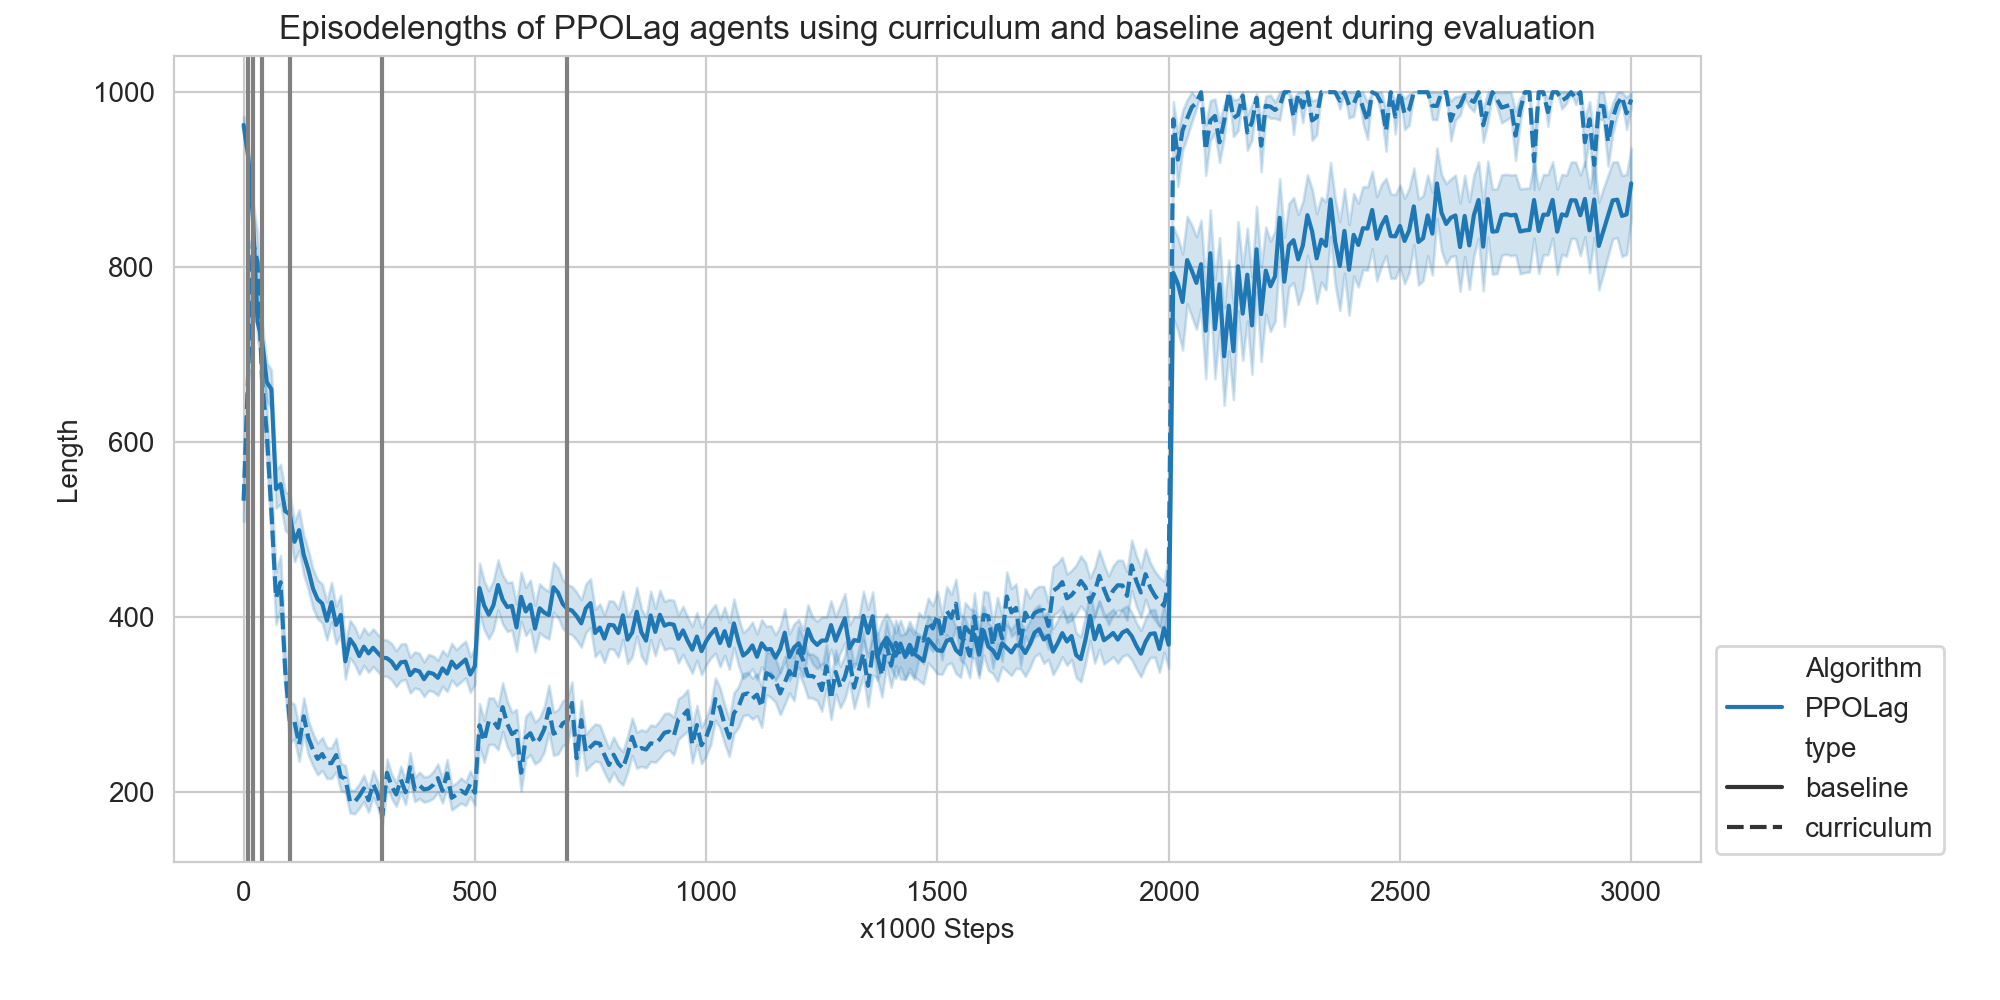 Episodelengths of PPOLag agents using curriculum and baseline agent during evaluation
1000
800
600
400
200
Length
0
500
1000
1500
2000
2500
3000
x1000 Steps
Algorithm
PPOLag
type
baseline
curriculum